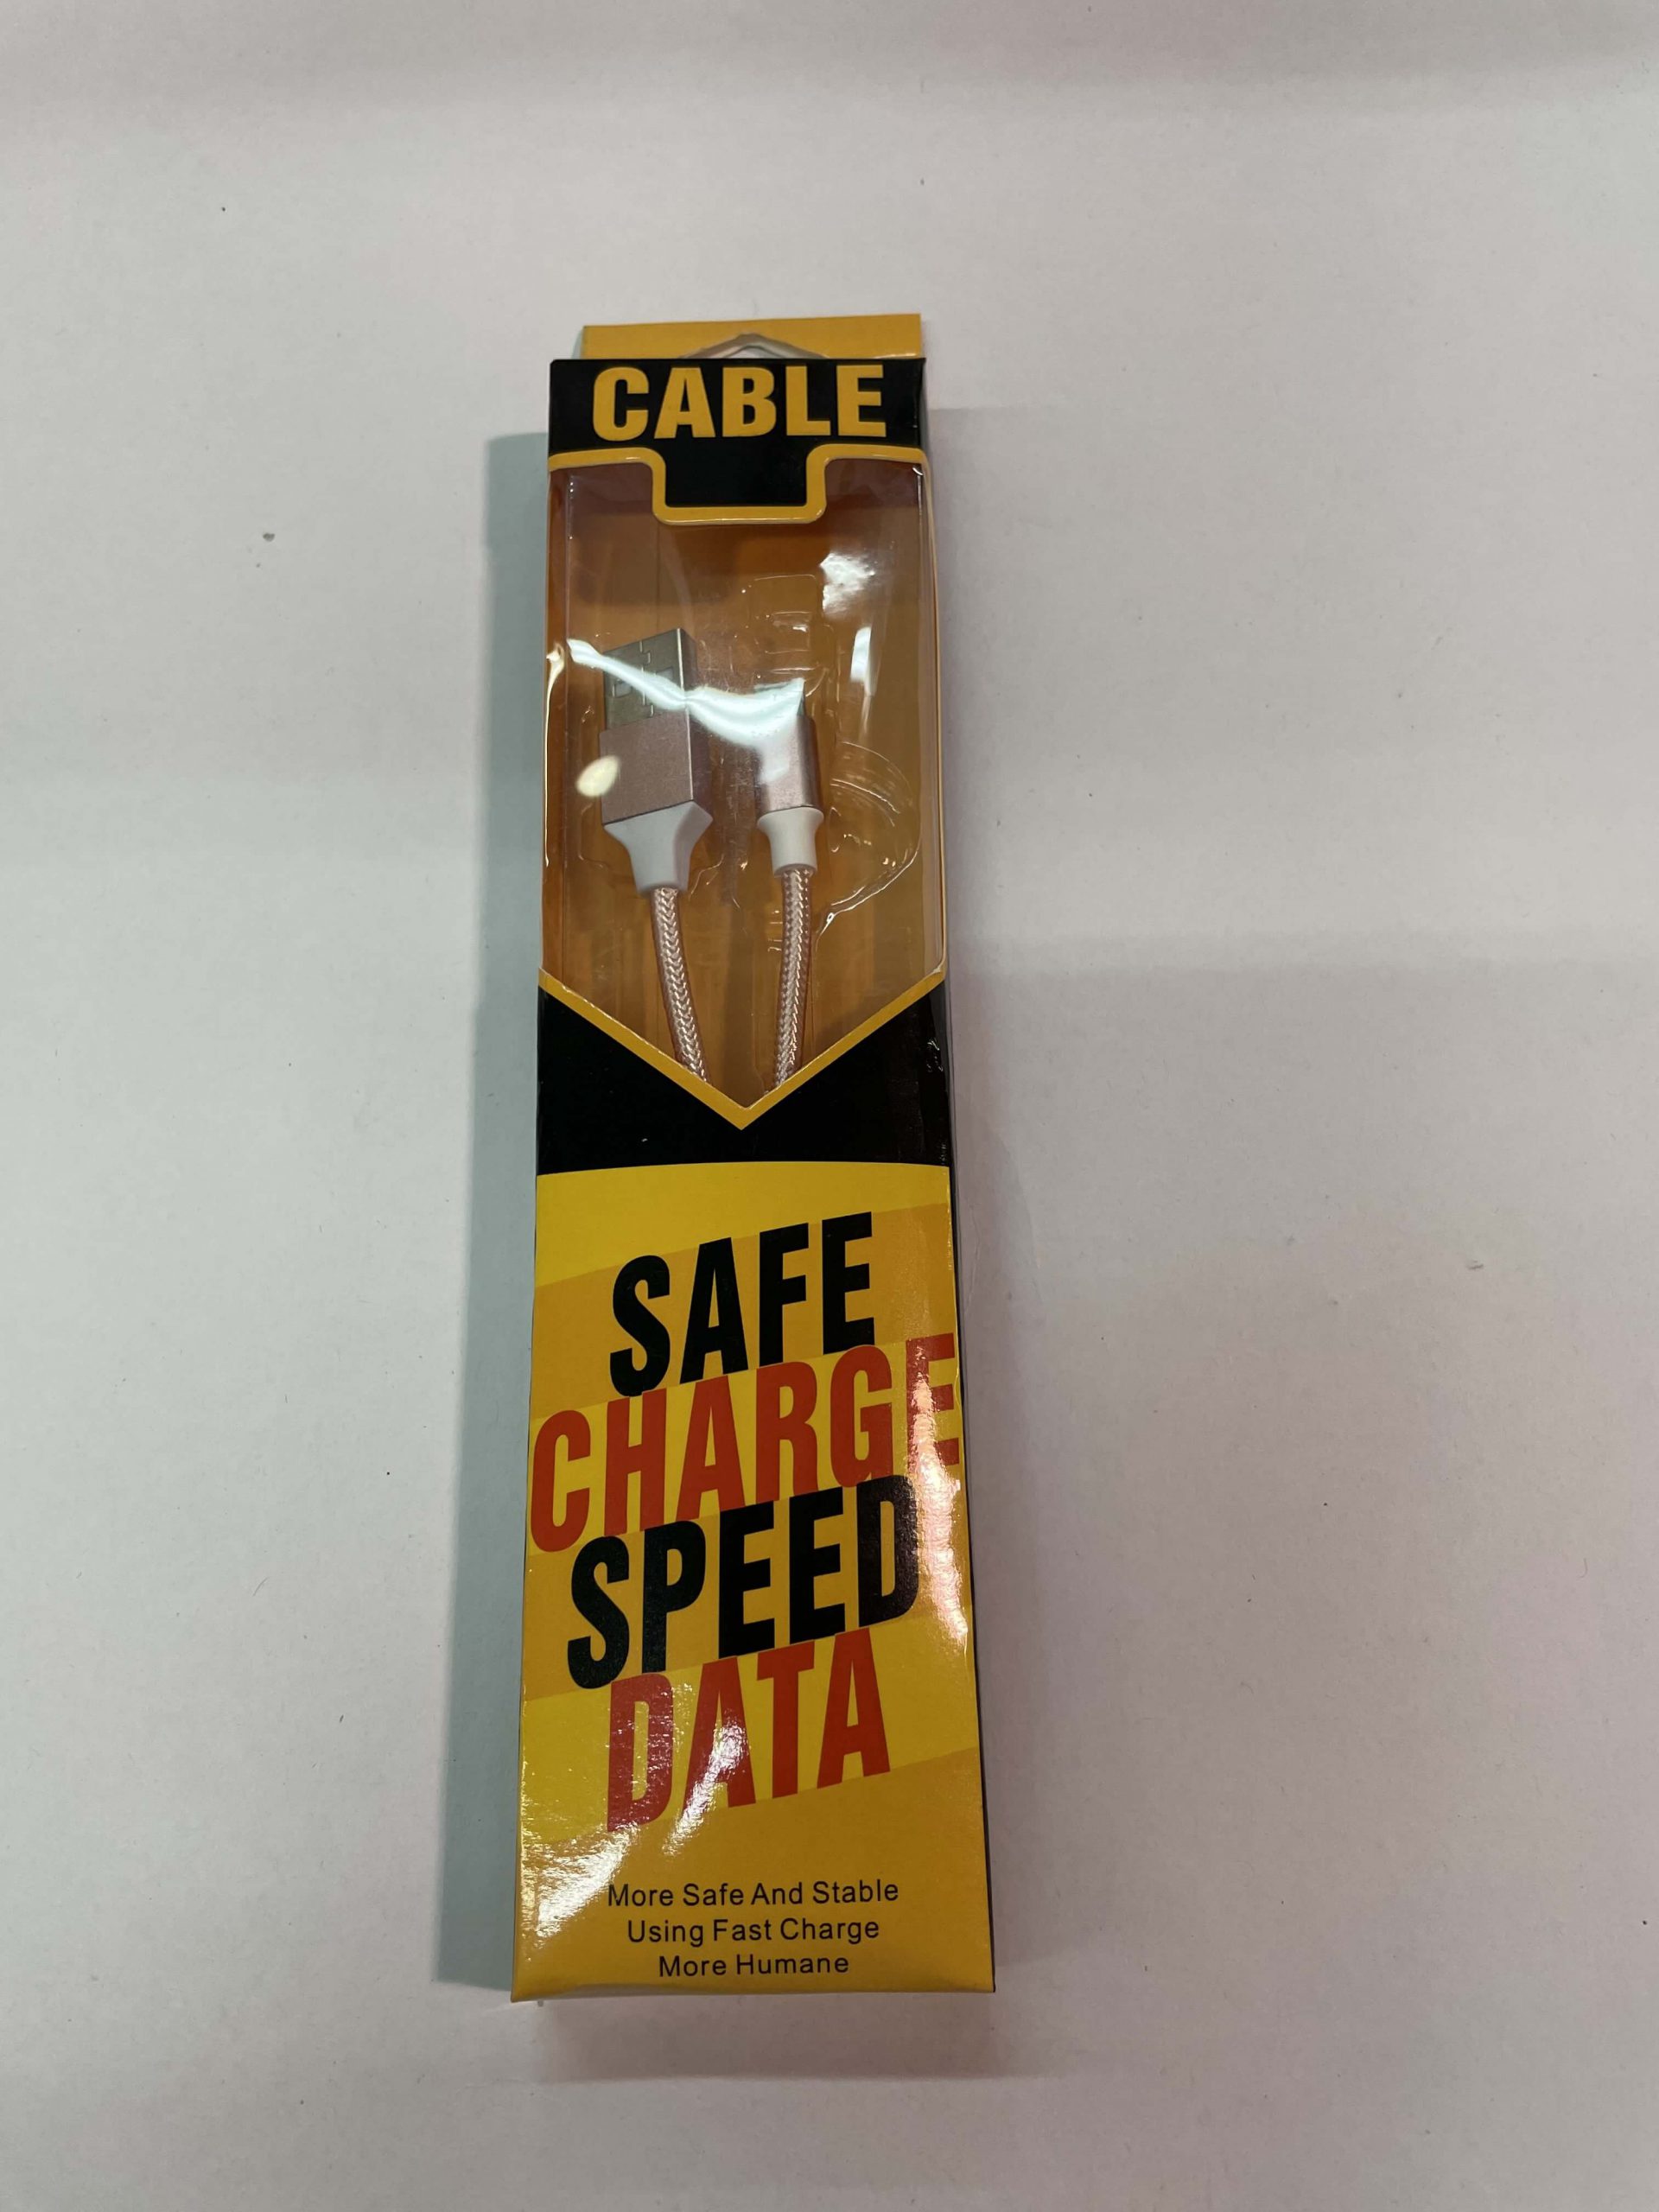 CABLE
SAFE
CHARGE
SPEED
DATA
More Safe And Stable
Using Fast Charge
More Humane